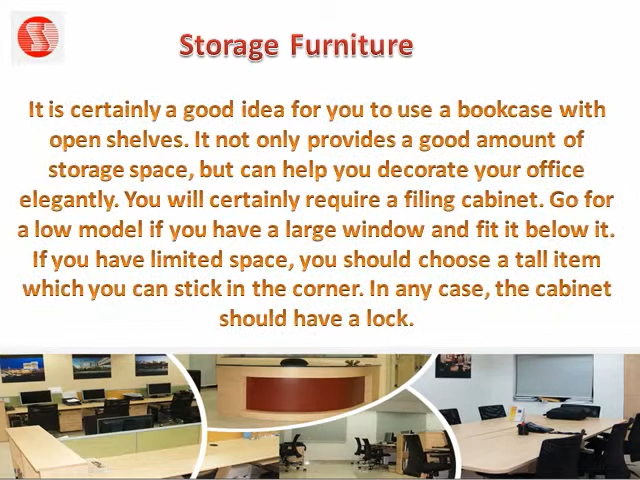 Storage Furniture
It is certainly a good idea for you to use a bookcase with
open shelves. It not only provides a good amount of
storage space, but can help you decorate your office
elegantly. You will certainly require a filing cabinet. Go for
a low model if you have a large window and fit it below it.
If you have limited space, you should choose a tall item
which you can stick in the corner. In any case, the cabinet
should have a lock.